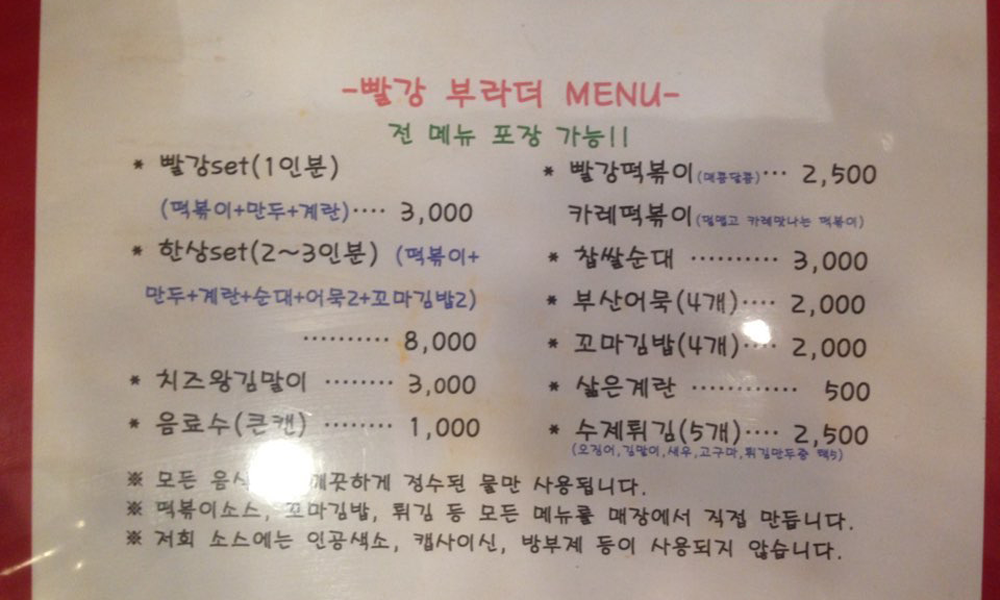 -빨강 부라더 MENU-
전 메뉴 포장 가능!!
* 빨강set(1인분)
(떡볶이+만두+계란)···· 3,000
* 한상set(2~3인분) (떡볶이+
만두+계란+순대+어묵2+꼬마김밥2)
·········· 8,000
* 치즈왕김말이 ········ 3,000
* 음료수(큰캔) ········ 1,000
* 빨강떡볶이(매콤달콤)··· 2,500
카레떡볶이(덜맵고 카레맛나는 떡볶이)
* 찹쌀순대 ·········· 3,000
* 부산어묵(4개)···· 2,000
* 꼬마김밥(4개)···· 2,000
* 삶은계란 ············ 500
* 수제튀김(5개)···· 2,500
(오징어,김말이,새우,고구마,튀김만두중 택5)
※ 모든 깨끗하게 정수된 물만 사용됩니다.
※ 떡볶이소스, 꼬마김밥, 튀김 등 모든 메뉴를 매장에서 직접 만듭니다.
※ 저희 소스에는 인공색소, 캡사이신, 방부제 등이 사용되지 않습니다.